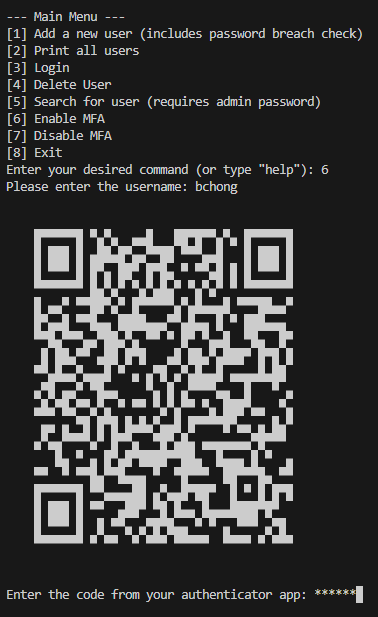 --- Main Menu ---
[1] Add a new user (includes password breach check)
[2] Print all users
[3] Login
[4] Delete User
[5] Search for user (requires admin password)
[6] Enable MFA
[7] Disable MFA
[8] Exit
Enter your desired command (or type "help"): 6
Please enter the username: bchong
Enter the code from your authenticator app: ******